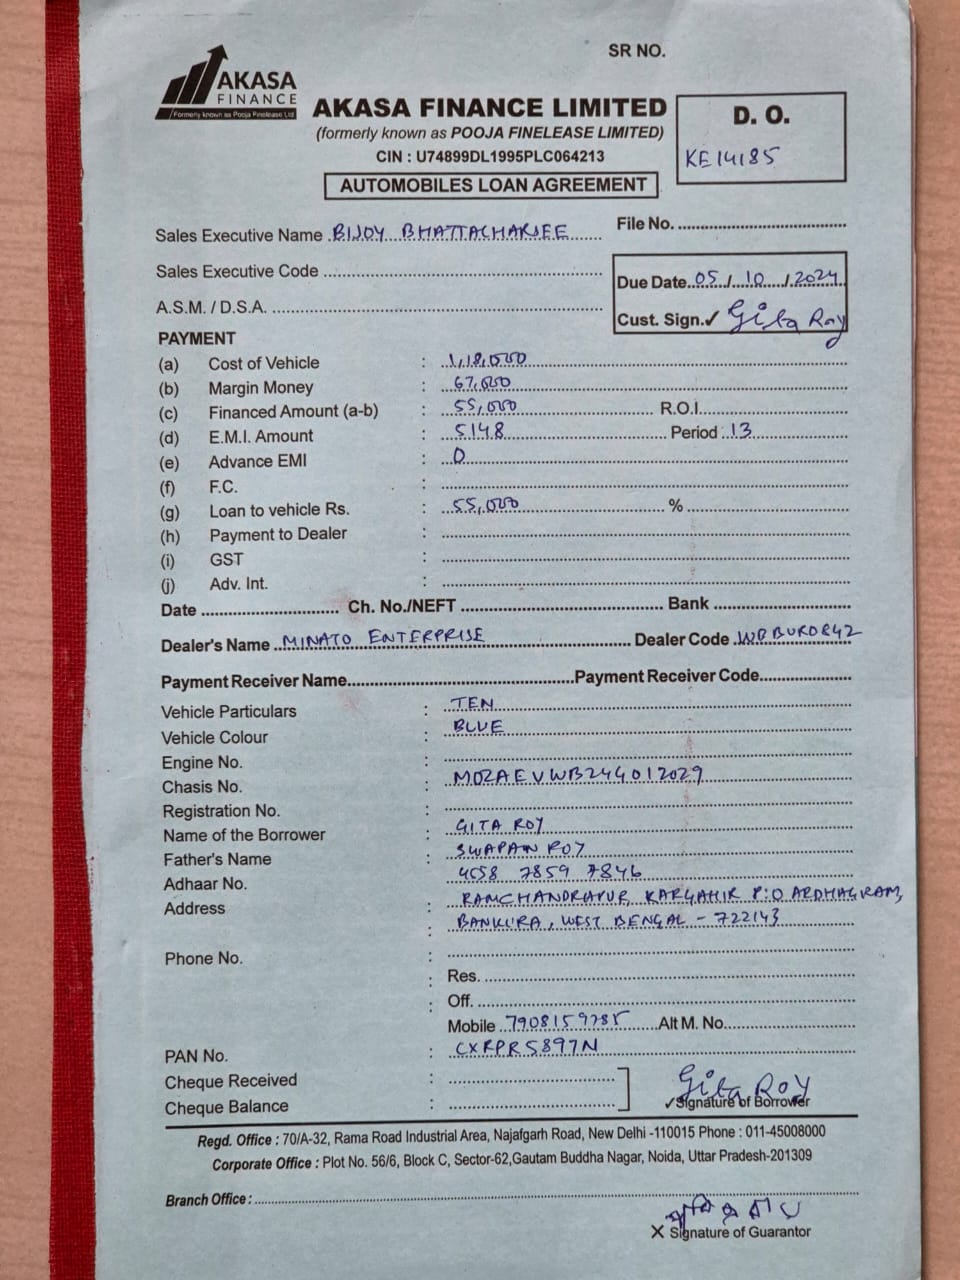 SR NO.
AKASA
FINANCE
Formerly known as Pooja Finelease Ltd
AKASA FINANCE LIMITED
(formerly known as POOJA FINELEASE LIMITED)
CIN : U74899DL1995PLC064213
AUTOMOBILES LOAN AGREEMENT
D. O.
KE14185
Sales Executive Name BIJOY BHATTACHARJEE
File No.
Sales Executive Code
Due Date 05/10/2024
A.S.M. / D.S.A.
Cust. Sign.✓ Gita Roy
PAYMENT
(a) Cost of Vehicle : 1,18,000
(b) Margin Money : 67,000
(c) Financed Amount (a-b) : 55,000 R.O.I.
(d) E.M.I. Amount : 5148 Period 13
(e) Advance EMI : 0
(f) F.C. :
(g) Loan to vehicle Rs. : 55,000 %
(h) Payment to Dealer :
(i) GST :
(j) Adv. Int. :
Date Ch. No./NEFT Bank
Dealer's Name MINATO ENTERPRISE Dealer Code WBBURD842
Payment Receiver Name Payment Receiver Code
Vehicle Particulars : TEN
Vehicle Colour : BLUE
Engine No. :
Chasis No. : MDZAEVWB244012029
Registration No. :
Name of the Borrower : GITA ROY
Father's Name : SWAPAN ROY
Adhaar No. : 4058 7859 7846
Address : RAMCHANDRAPUR, KARGAHIR P:O ARDHAGRAM,
: BANKURA, WEST BENGAL - 722143
Phone No. :
: Res.
: Off.
Mobile 7908159785 Alt M. No.
PAN No. : CXRPR5897N
Cheque Received :
Cheque Balance :
Gita Roy
✓Signature of Borrower
Regd. Office : 70/A-32, Rama Road Industrial Area, Najafgarh Road, New Delhi -110015 Phone : 011-45008000
Corporate Office : Plot No. 56/6, Block C, Sector-62,Gautam Buddha Nagar, Noida, Uttar Pradesh-201309
Branch Office :
X Signature of Guarantor